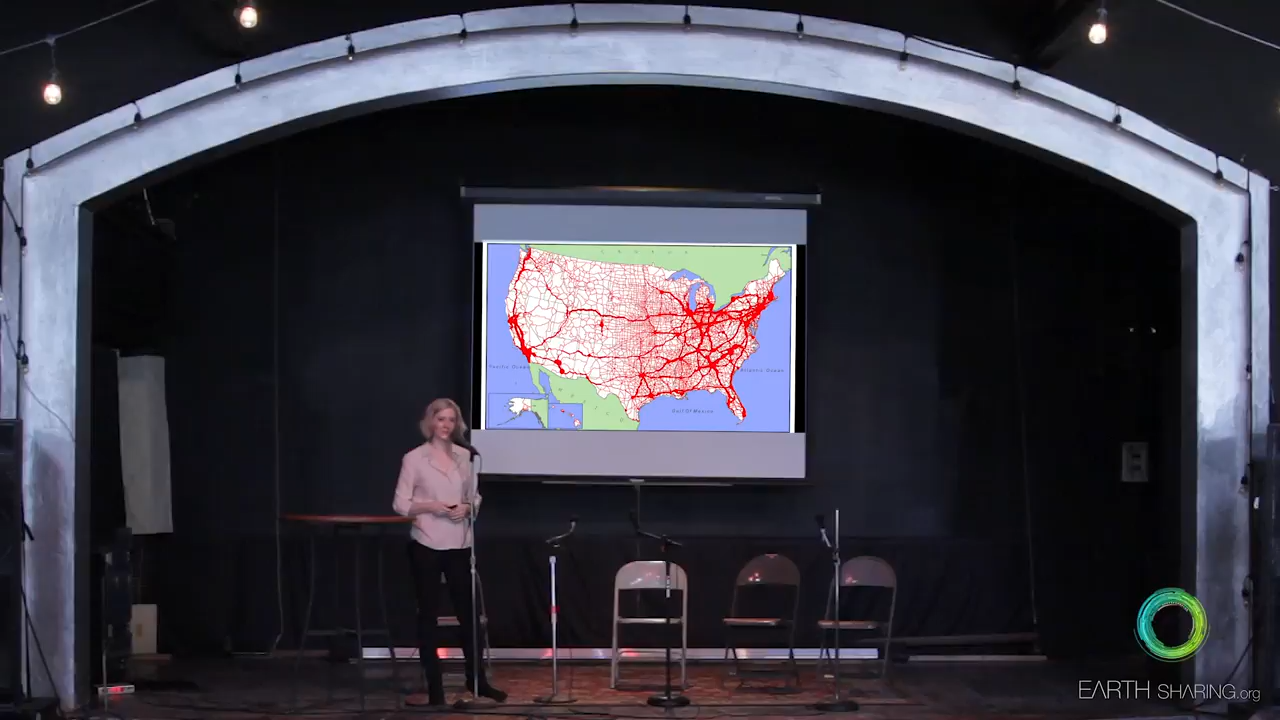 Pacific Ocean
Atlantic Ocean
Gulf Of Mexico
EARTH SHARING.org